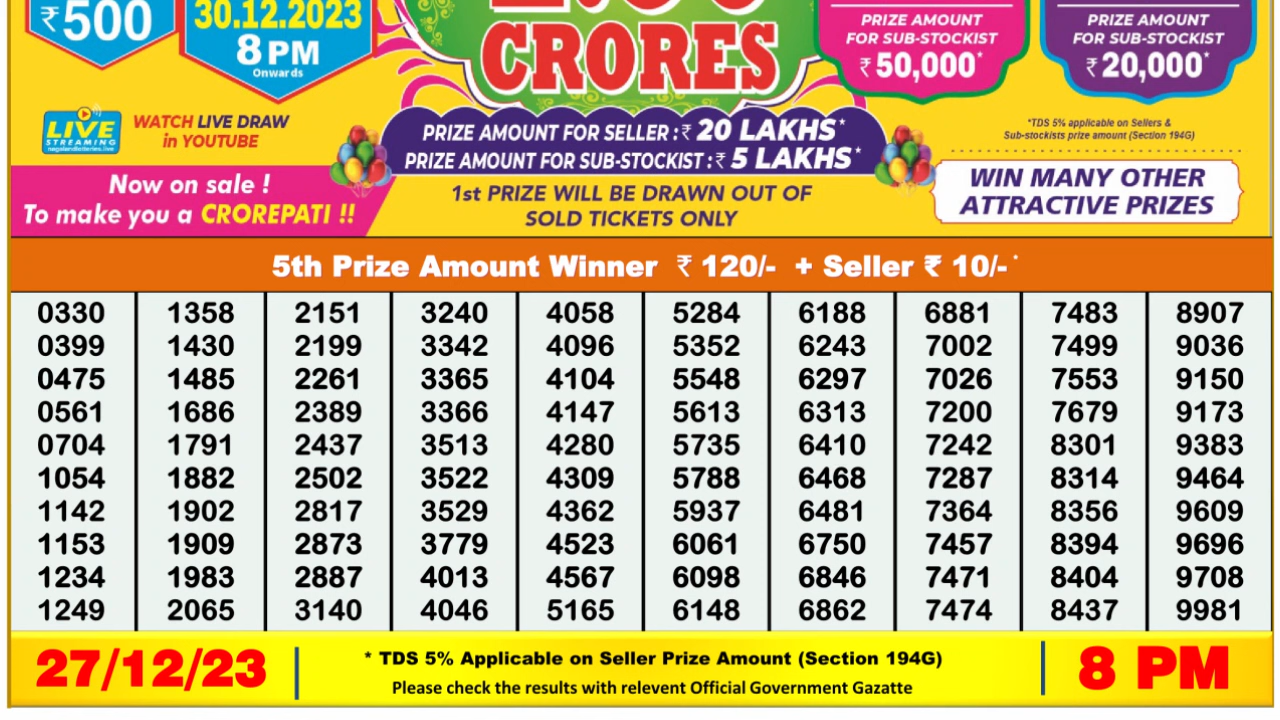 ₹500
30.12.2023
8 PM
Onwards
CRORES
PRIZE AMOUNT
FOR SUB-STOCKIST
₹50,000*
PRIZE AMOUNT
FOR SUB-STOCKIST
₹20,000*
LIVE
STREAMING
nagalandlotteries.live
WATCH LIVE DRAW
in YOUTUBE
PRIZE AMOUNT FOR SELLER :₹ 20 LAKHS*
PRIZE AMOUNT FOR SUB-STOCKIST :₹ 5 LAKHS*
*TDS 5% applicable on Sellers &
Sub-stockists prize amount (Section 194G)
Now on sale !
To make you a CROREPATI !!
1st PRIZE WILL BE DRAWN OUT OF
SOLD TICKETS ONLY
WIN MANY OTHER
ATTRACTIVE PRIZES
5th Prize Amount Winner ₹ 120/- + Seller ₹ 10/-*
0330 1358 2151 3240 4058 5284 6188 6881 7483 8907
0399 1430 2199 3342 4096 5352 6243 7002 7499 9036
0475 1485 2261 3365 4104 5548 6297 7026 7553 9150
0561 1686 2389 3366 4147 5613 6313 7200 7679 9173
0704 1791 2437 3513 4280 5735 6410 7242 8301 9383
1054 1882 2502 3522 4309 5788 6468 7287 8314 9464
1142 1902 2817 3529 4362 5937 6481 7364 8356 9609
1153 1909 2873 3779 4523 6061 6750 7457 8394 9696
1234 1983 2887 4013 4567 6098 6846 7471 8404 9708
1249 2065 3140 4046 5165 6148 6862 7474 8437 9981
27/12/23
* TDS 5% Applicable on Seller Prize Amount (Section 194G)
Please check the results with relevent Official Government Gazatte
8 PM